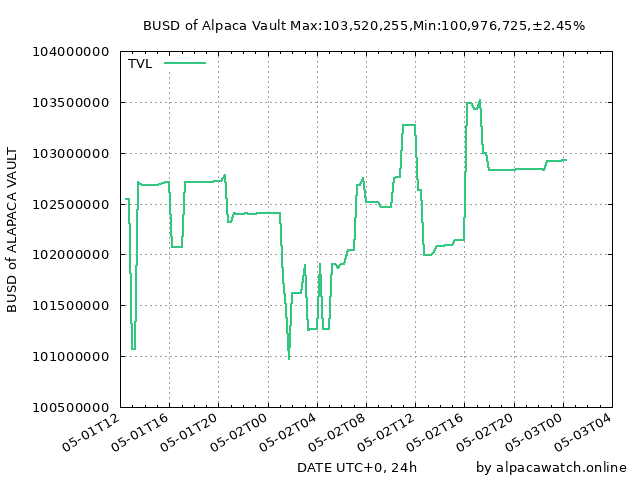 BUSD of Alpaca Vault Max:103,520,255,Min:100,976,725,±2.45%
104000000
TVL
103500000
103000000
102500000
102000000
101500000
101000000
100500000
BUSD of ALAPACA VAULT
05-01T12
05-01T16
05-01T20
05-02T00
05-02T04
05-02T08
05-02T12
05-02T16
05-02T20
05-03T00
05-03T04
DATE UTC+0, 24h
by alpacawatch.online